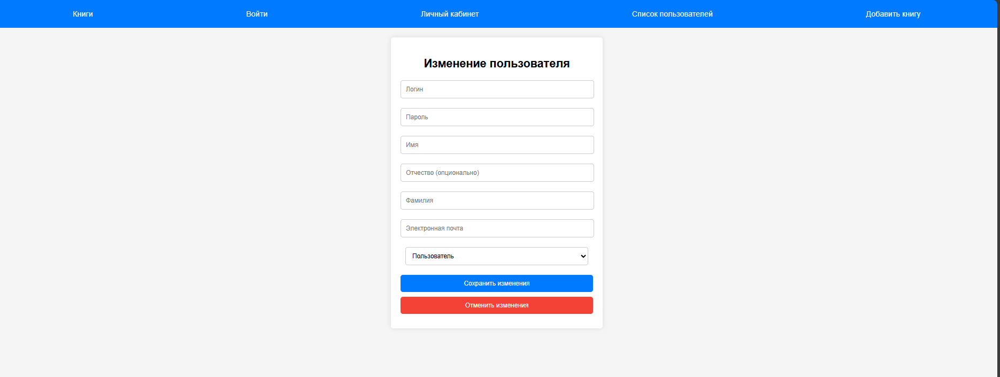 Книги Войти Личный кабинет Список пользователей Добавить книгу
Изменение пользователя
Логин
Пароль
Имя
Отчество (опционально)
Фамилия
Электронная почта
Пользователь
Сохранить изменения
Отменить изменения